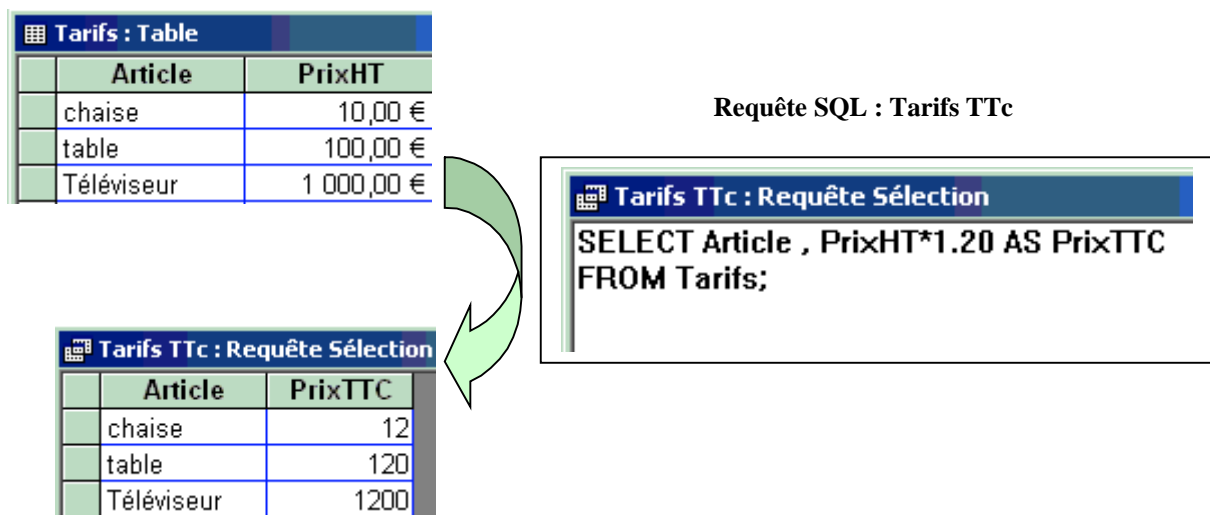 Tarifs : Table
Article PrixHT
chaise 10,00 €
table 100,00 €
Téléviseur 1 000,00 €
Requête SQL : Tarifs TTc
Tarifs TTc : Requête Sélection
SELECT Article , PrixHT*1.20 AS PrixTTC
FROM Tarifs;
Tarifs TTc : Requête Sélection
Article PrixTTC
chaise 12
table 120
Téléviseur 1200